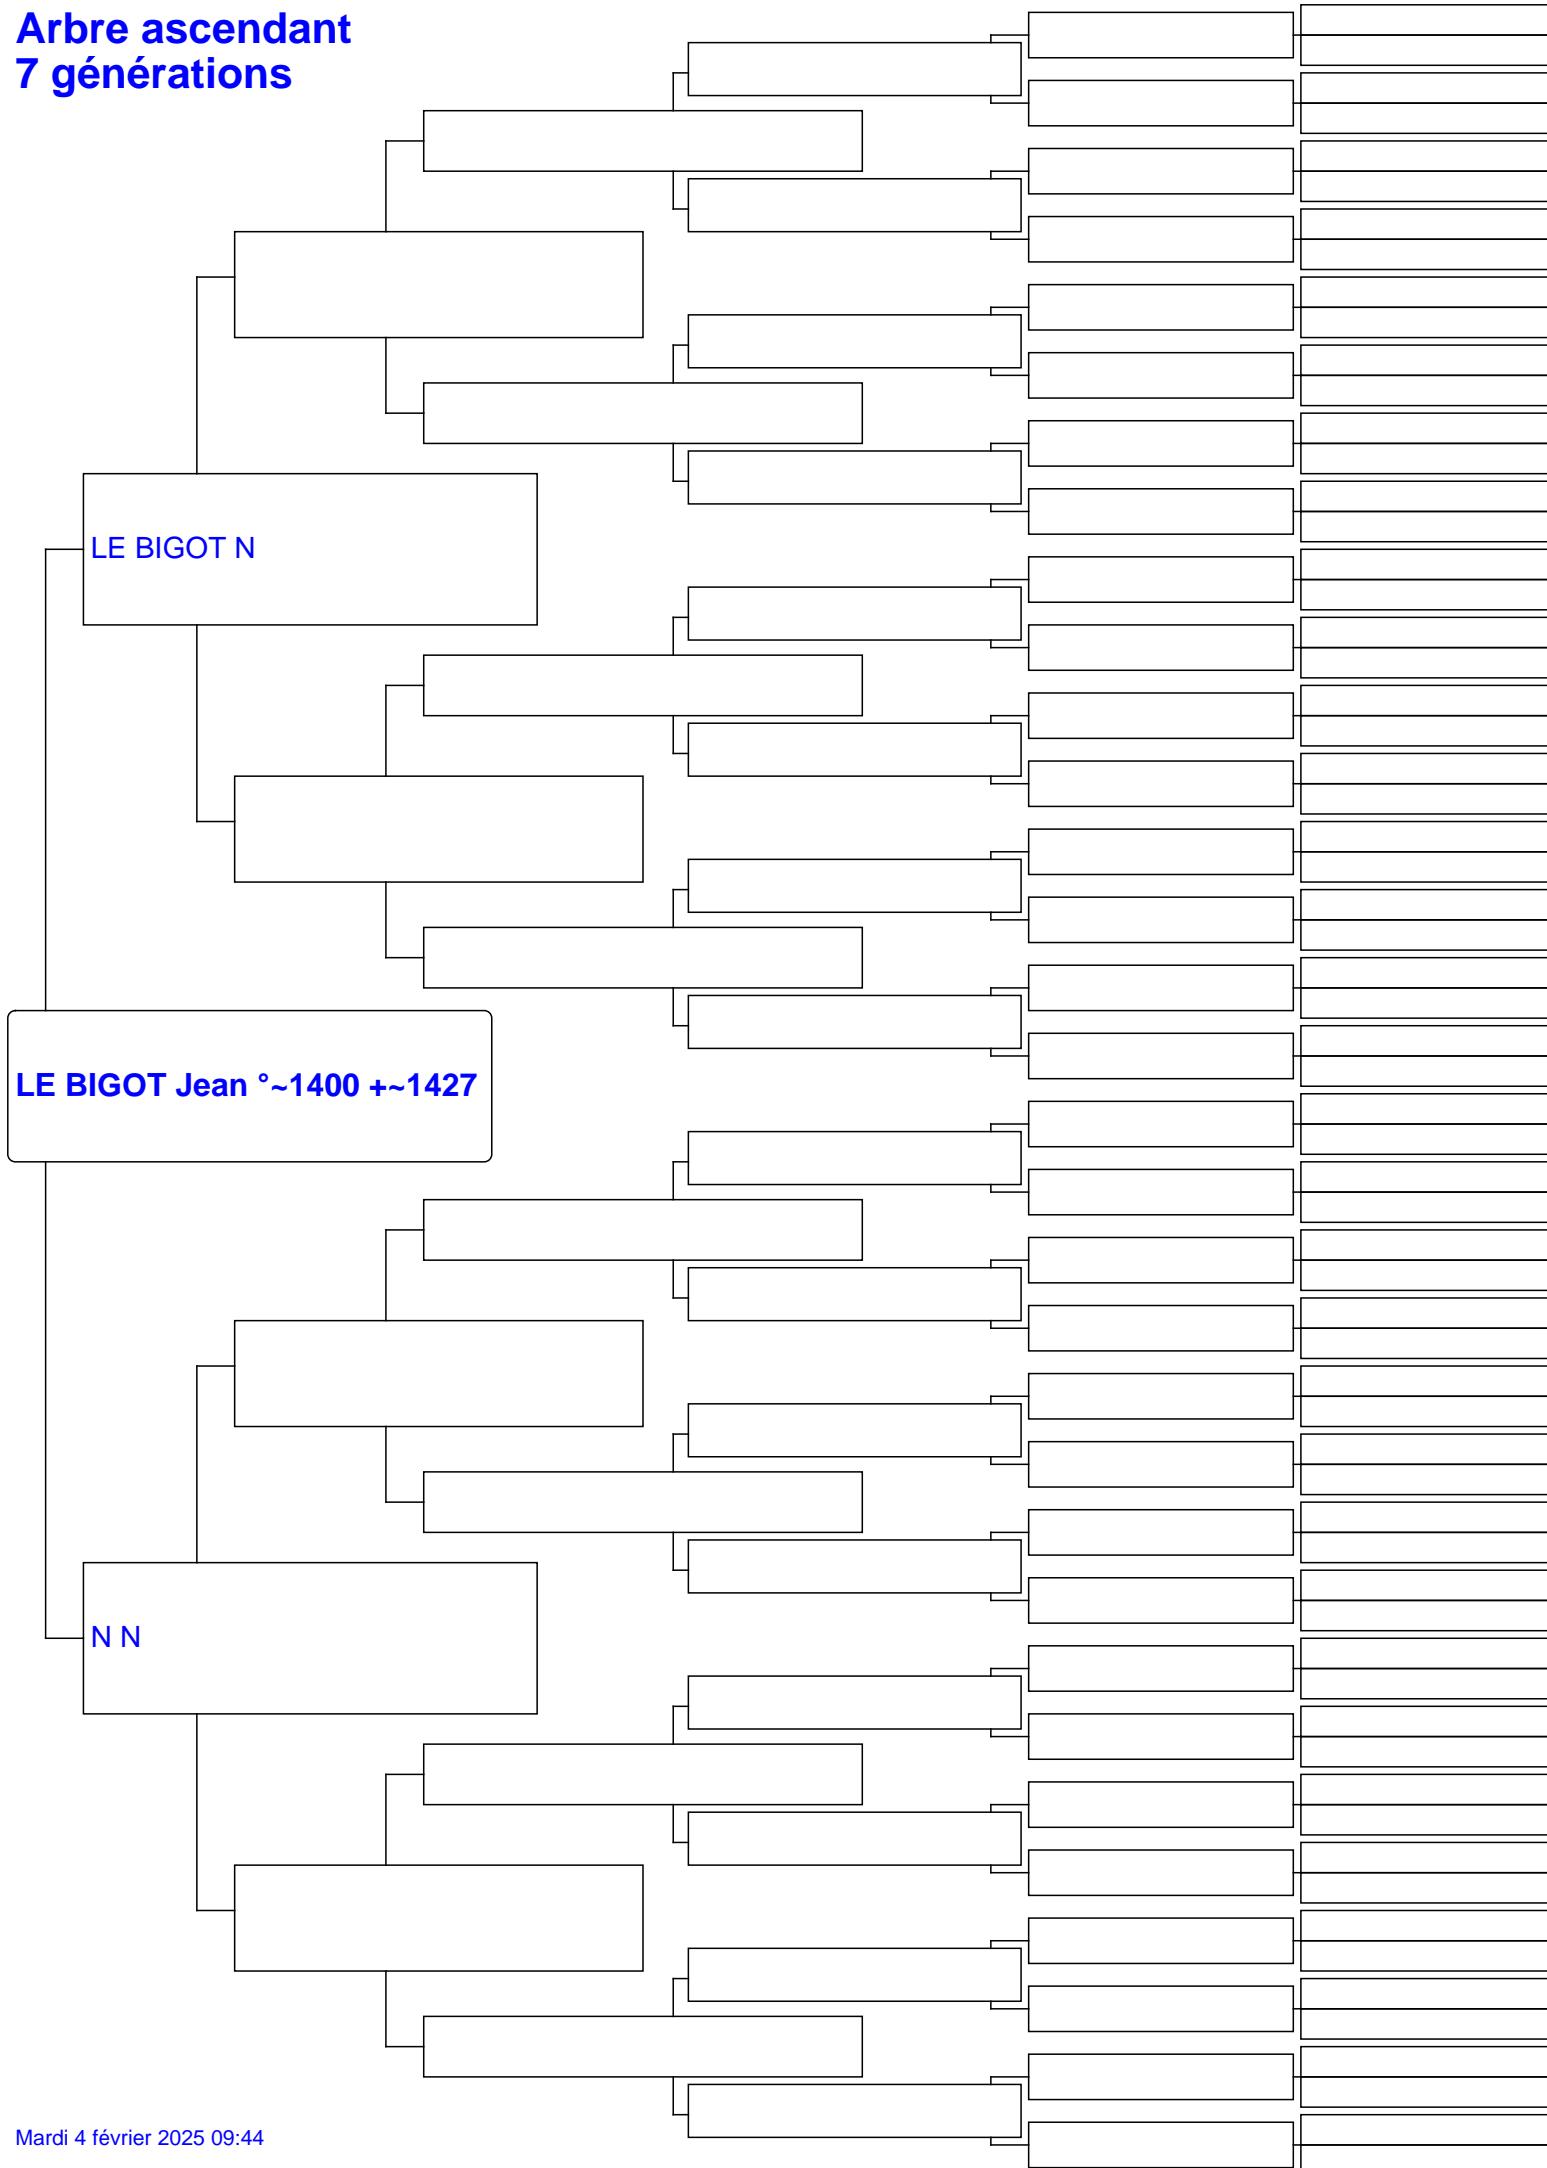 Arbre ascendant
7 générations
LE BIGOT N
LE BIGOT Jean °~1400 +~1427
N N
Mardi 4 février 2025 09:44